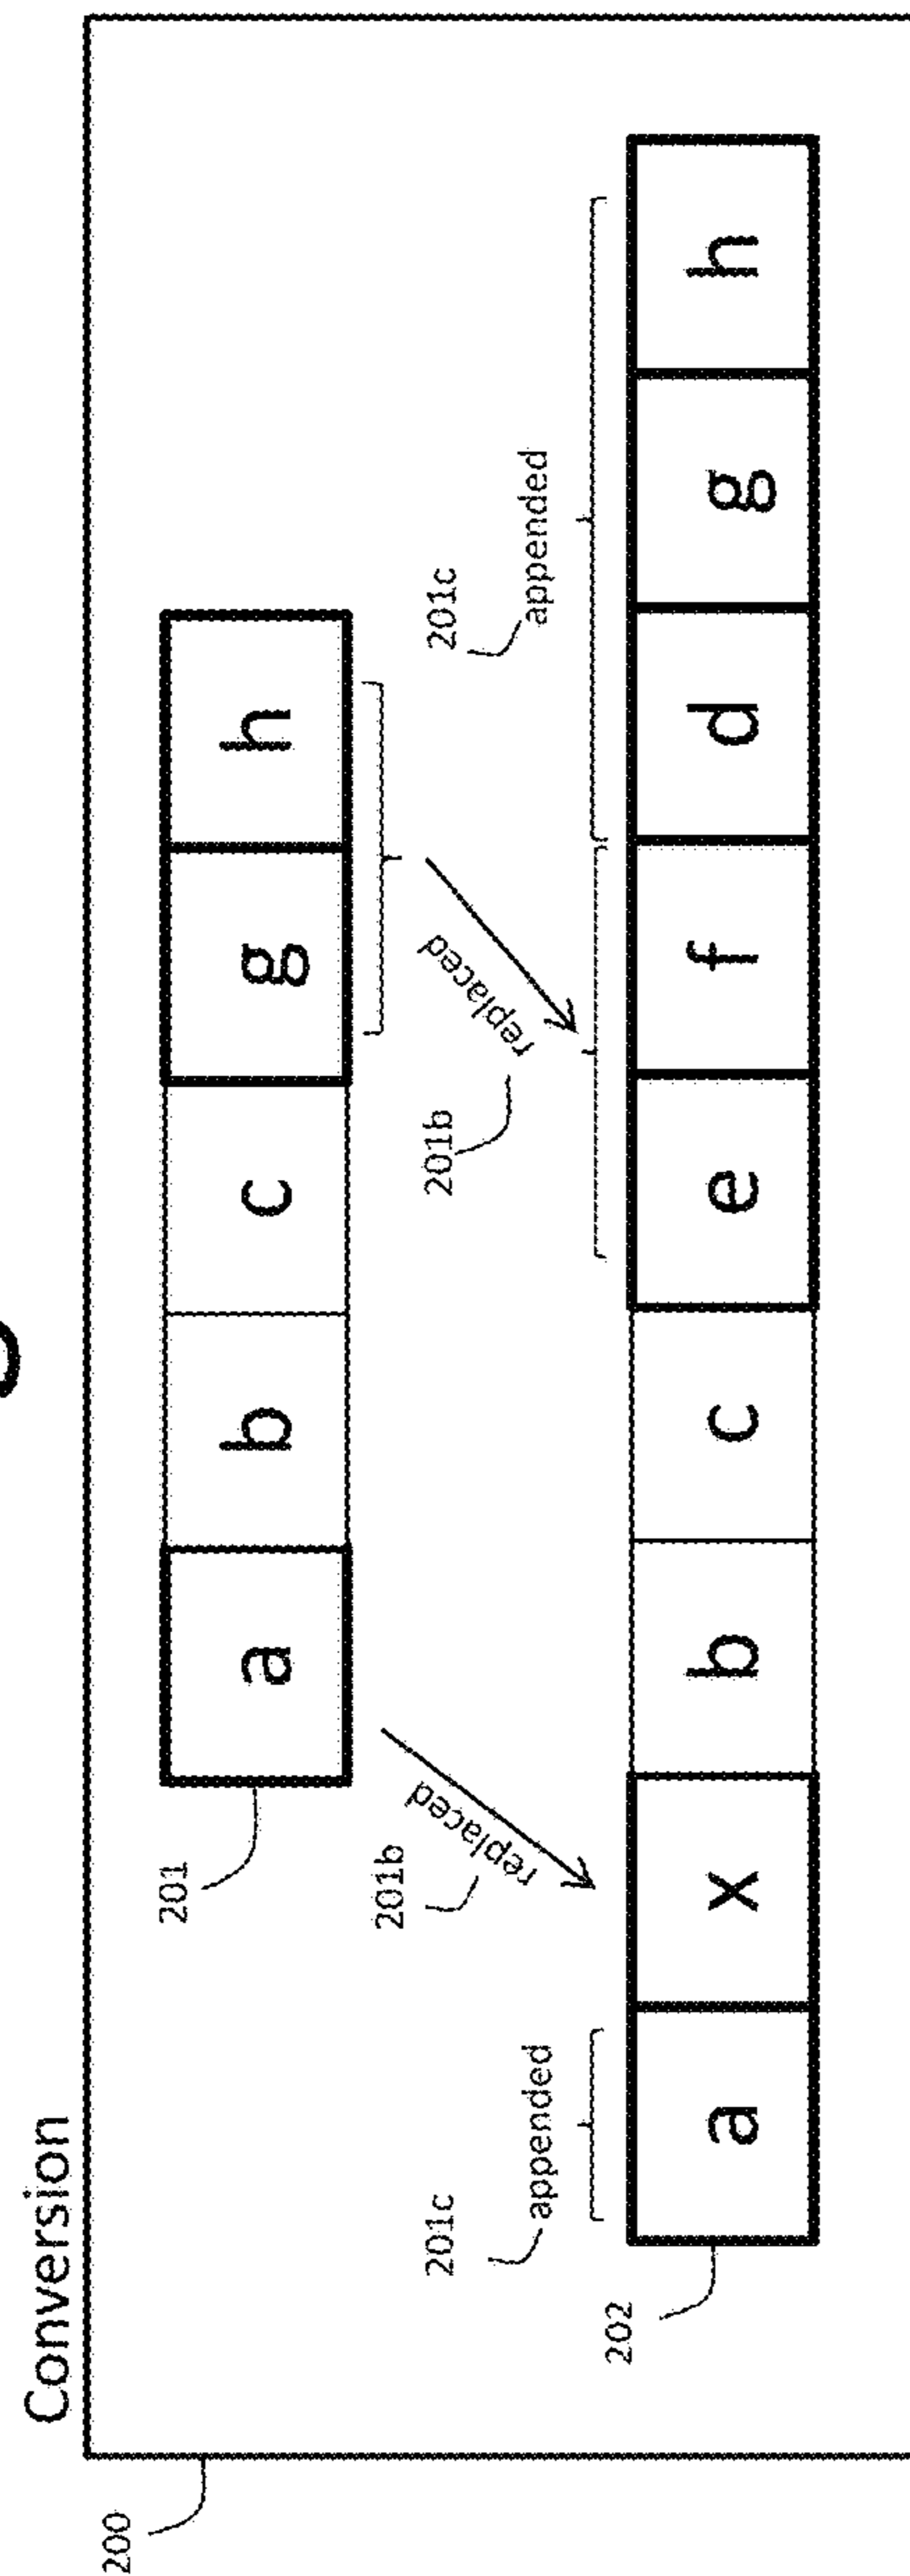 Conversion
200
201
a b c g h
201b
replaced
201b
replaced
201c
appended
201c
appended
202
a x b c e f d g h